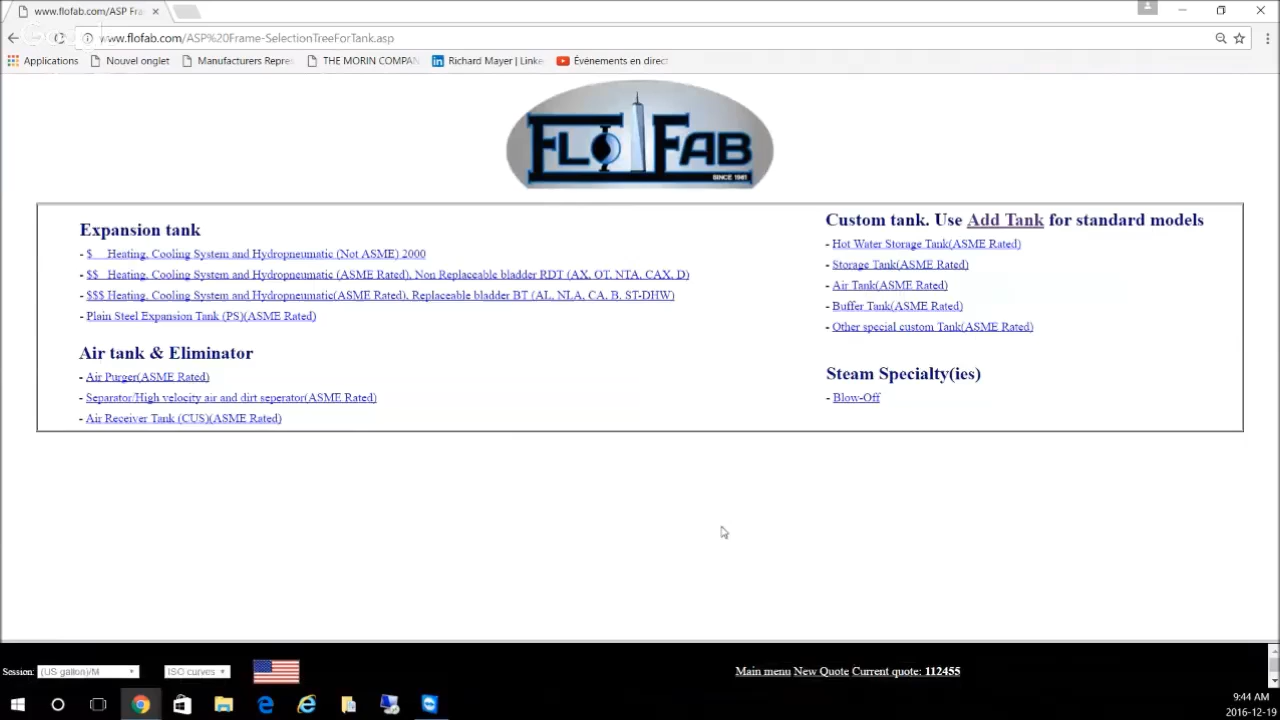 www.flofab.com/ASP Fra
www.flofab.com/ASP%20Frame-SelectionTreeForTank.asp
Applications
Nouvel onglet
Manufacturers Repres
THE MORIN COMPAN
Richard Mayer | Linke
Événements en direct
FLO FAB
SINCE 1981
Expansion tank
- $ Heating, Cooling System and Hydropneumatic (Not ASME) 2000
- $$ Heating, Cooling System and Hydropneumatic (ASME Rated), Non Replaceable bladder RDT (AX, OT, NTA, CAX, D)
- $$$ Heating, Cooling System and Hydropneumatic(ASME Rated), Replaceable bladder BT (AL, NLA, CA, B, ST-DHW)
- Plain Steel Expansion Tank (PS)(ASME Rated)
Air tank & Eliminator
- Air Purger(ASME Rated)
- Separator/High velocity air and dirt seperator(ASME Rated)
- Air Receiver Tank (CUS)(ASME Rated)
Custom tank. Use Add Tank for standard models
- Hot Water Storage Tank(ASME Rated)
- Storage Tank(ASME Rated)
- Air Tank(ASME Rated)
- Buffer Tank(ASME Rated)
- Other special custom Tank(ASME Rated)
Steam Specialty(ies)
- Blow-Off
Session: (US gallon)/M
ISO curves
Main menu New Quote Current quote: 112455
9:44 AM
2016-12-19